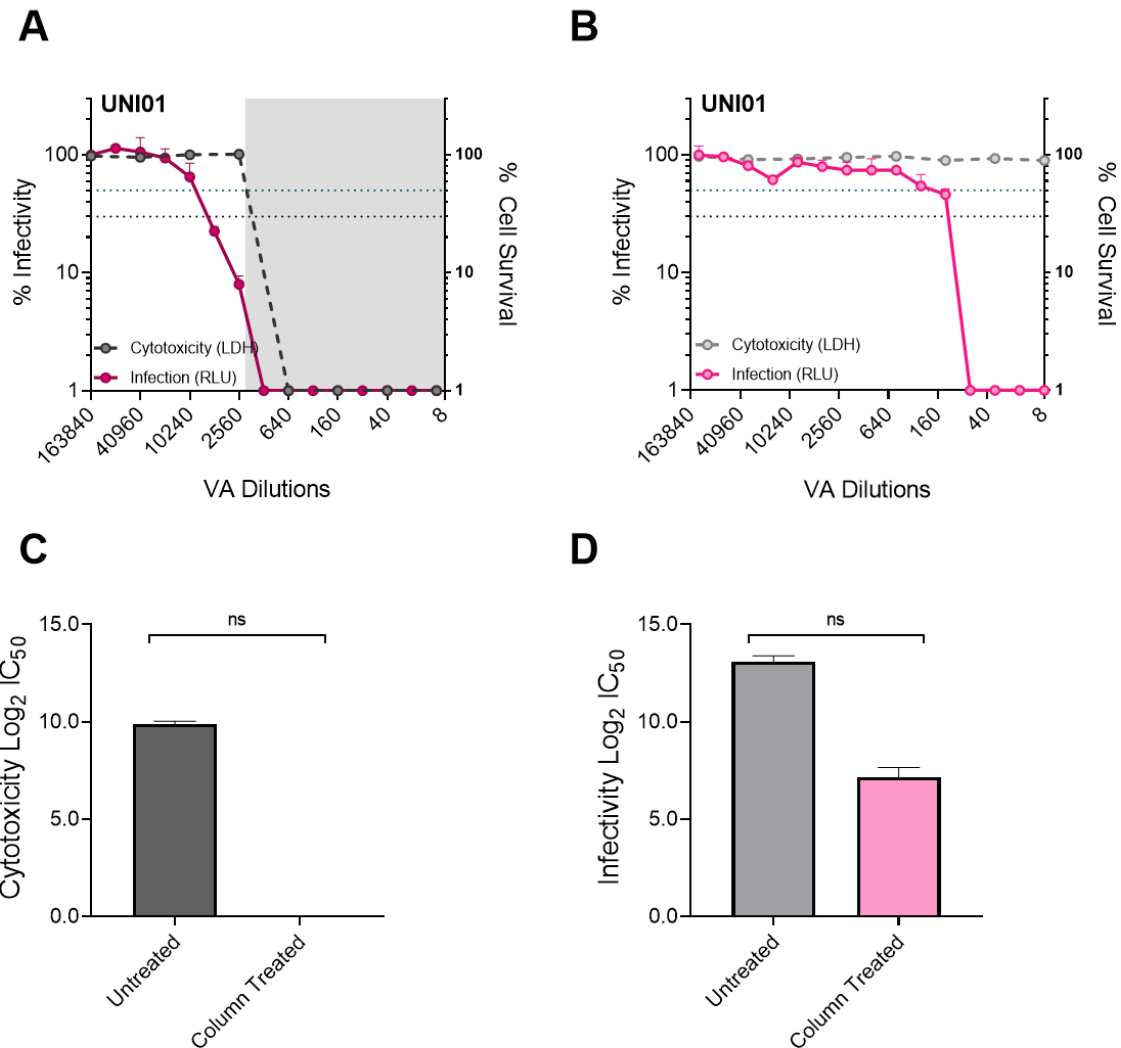 A
UNI01
100
10
1
% Infectivity
100
10
1
% Cell Survival
Cytotoxicity (LDH)
Infection (RLU)
163840
40960
10240
2560
640
160
40
8
VA Dilutions
B
UNI01
100
10
1
% Infectivity
100
10
1
% Cell Survival
Cytotoxicity (LDH)
Infection (RLU)
163840
40960
10240
2560
640
160
40
8
VA Dilutions
C
15.0
10.0
5.0
0.0
Cytotoxicity Log2 IC50
ns
Untreated
Column Treated
D
15.0
10.0
5.0
0.0
Infectivity Log2 IC50
ns
Untreated
Column Treated